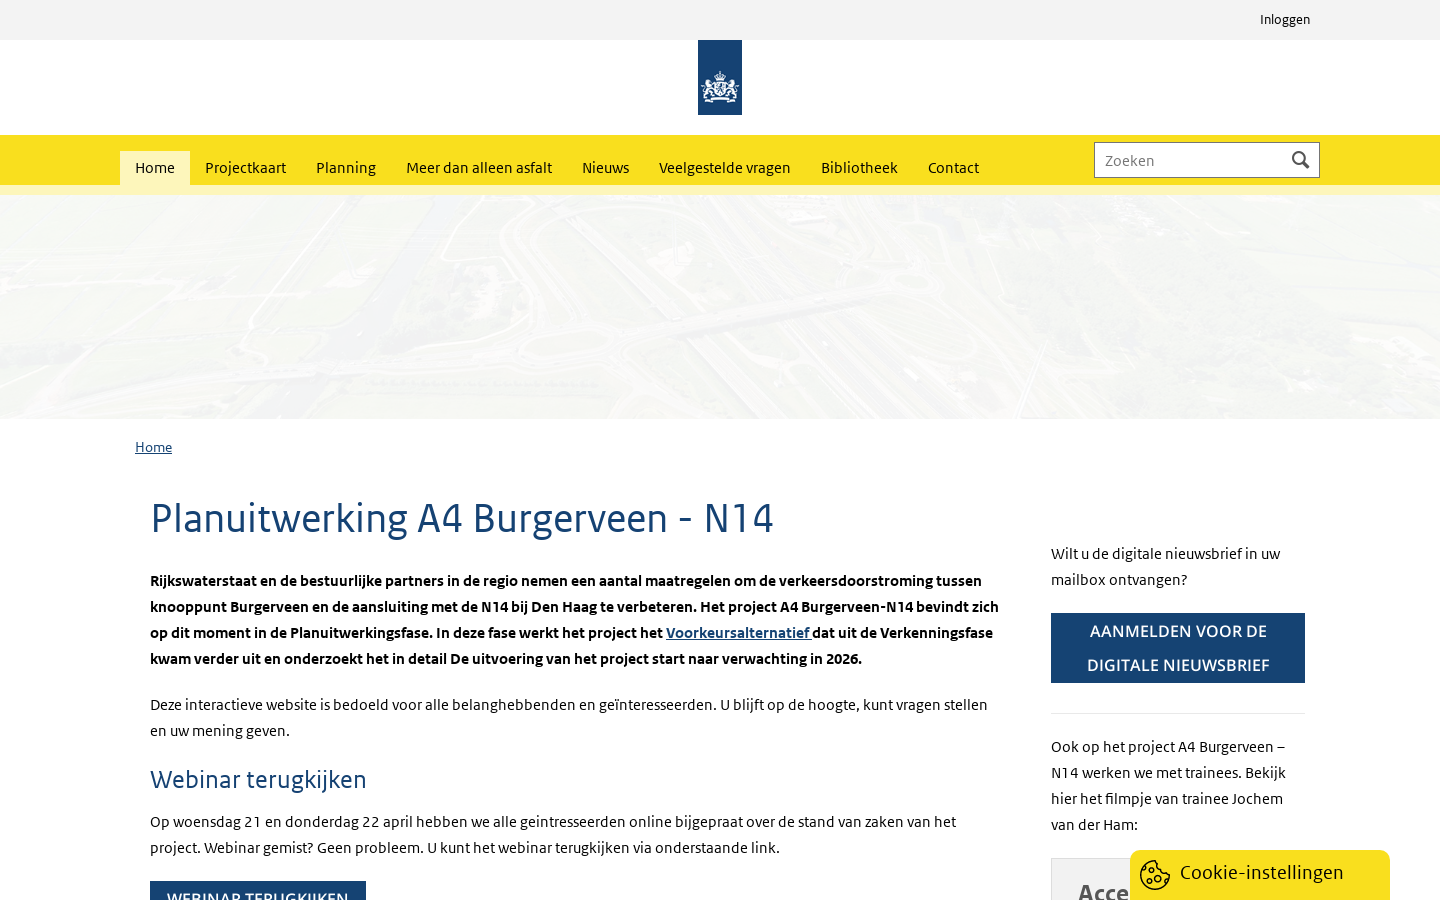 Inloggen
Home Projectkaart Planning Meer dan alleen asfalt Nieuws Veelgestelde vragen Bibliotheek Contact Zoeken
Home
Planuitwerking A4 Burgerveen - N14
Rijkswaterstaat en de bestuurlijke partners in de regio nemen een aantal maatregelen om de verkeersdoorstroming tussen
knooppunt Burgerveen en de aansluiting met de N14 bij Den Haag te verbeteren. Het project A4 Burgerveen-N14 bevindt zich
op dit moment in de Planuitwerkingsfase. In deze fase werkt het project het Voorkeursalternatief dat uit de Verkenningsfase
kwam verder uit en onderzoekt het in detail De uitvoering van het project start naar verwachting in 2026.
Deze interactieve website is bedoeld voor alle belanghebbenden en geïnteresseerden. U blijft op de hoogte, kunt vragen stellen
en uw mening geven.
Webinar terugkijken
Op woensdag 21 en donderdag 22 april hebben we alle geintresseerden online bijgepraat over de stand van zaken van het
project. Webinar gemist? Geen probleem. U kunt het webinar terugkijken via onderstaande link.
WEBINAR TERUGKIJKEN
Wilt u de digitale nieuwsbrief in uw
mailbox ontvangen?
AANMELDEN VOOR DE
DIGITALE NIEUWSBRIEF
Ook op het project A4 Burgerveen –
N14 werken we met trainees. Bekijk
hier het filmpje van trainee Jochem
van der Ham:
Acce
Cookie-instellingen